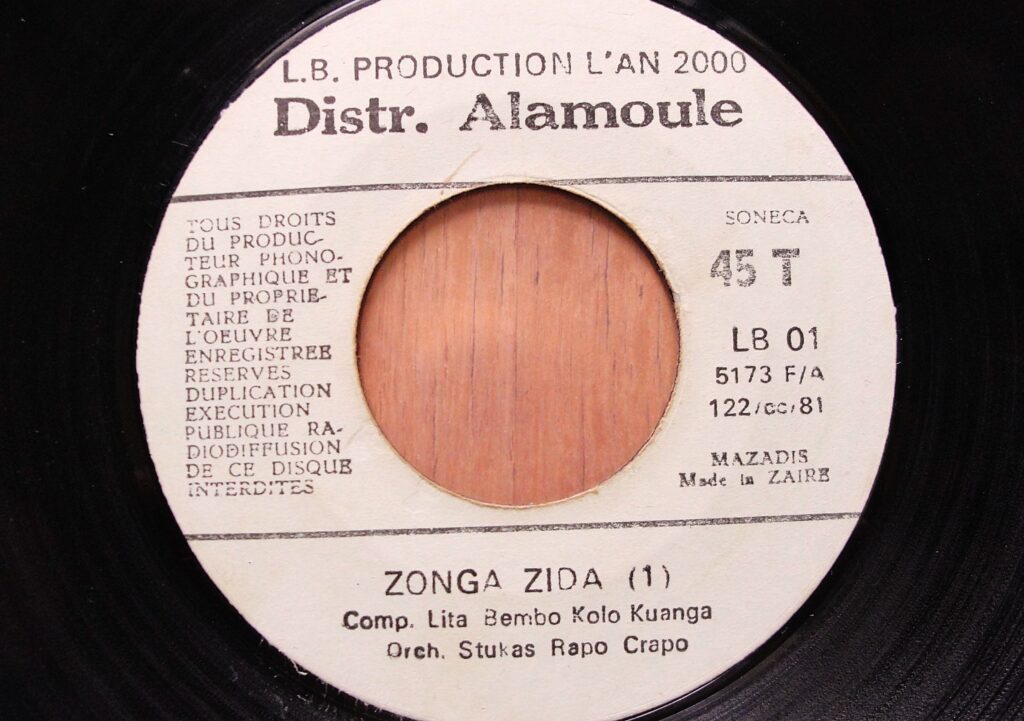 L.B. PRODUCTION L'AN 2000
Distr. Alamoule
TOUS DROITS
DU PRODUC-
TEUR PHONO-
GRAPHIQUE ET
DU PROPRIE-
TAIRE DE
L'OEUVRE
ENREGISTREE
RESERVES
DUPLICATION
EXECUTION
PUBLIQUE RA-
DIODIFFUSION
DE CE DISQUE
INTERDITES
SONECA
45 T
LB 01
5173 F/A
122/cc/81
MAZADIS
Made in ZAIRE
ZONGA ZIDA (1)
Comp. Lita Bembo Kolo Kuanga
Orch. Stukas Rapo Crapo